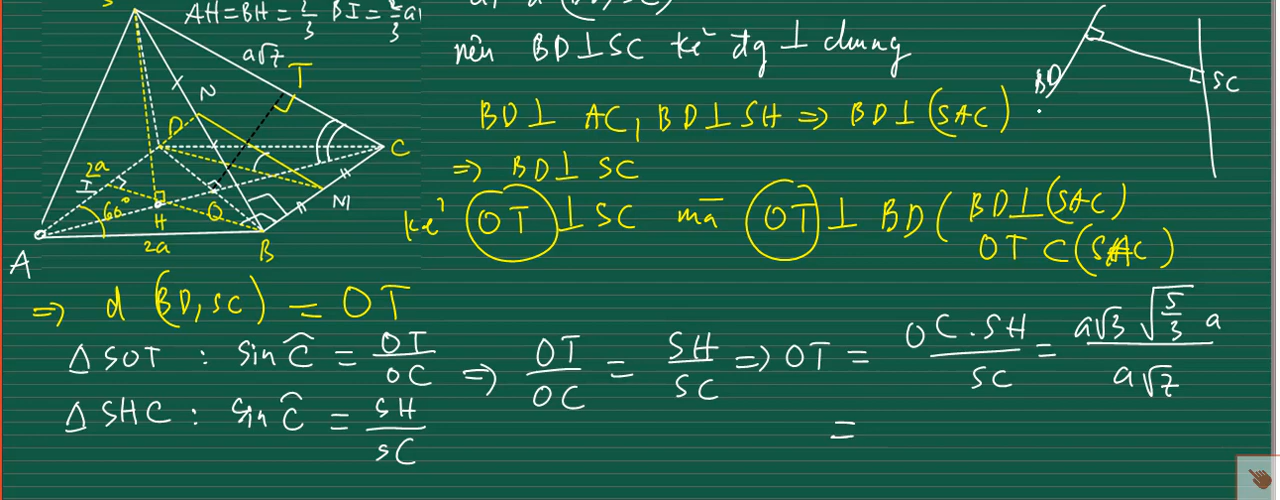 AH=BH=2/3 BI=2/3a
nên BD⊥SC kẻ đg ⊥ chung
BD⊥ AC, BD⊥SH => BD⊥(SAC)
=> BD⊥ SC
kẻ OT ⊥ SC mà OT ⊥ BD ( BD⊥(SAC)
OT ⊂ (SAC)
=> d (BD, SC) = OT
Δ SOT : sin Ĉ = OT/OC => OT/OC = SH/SC => OT = OC.SH/SC = a√3 √(5/3) a/a√7
Δ SHC : sin Ĉ = SH/SC
=
a√7
T
N
D
C
2a
I
60°
H
O
M
A
2a
B
BD
SC